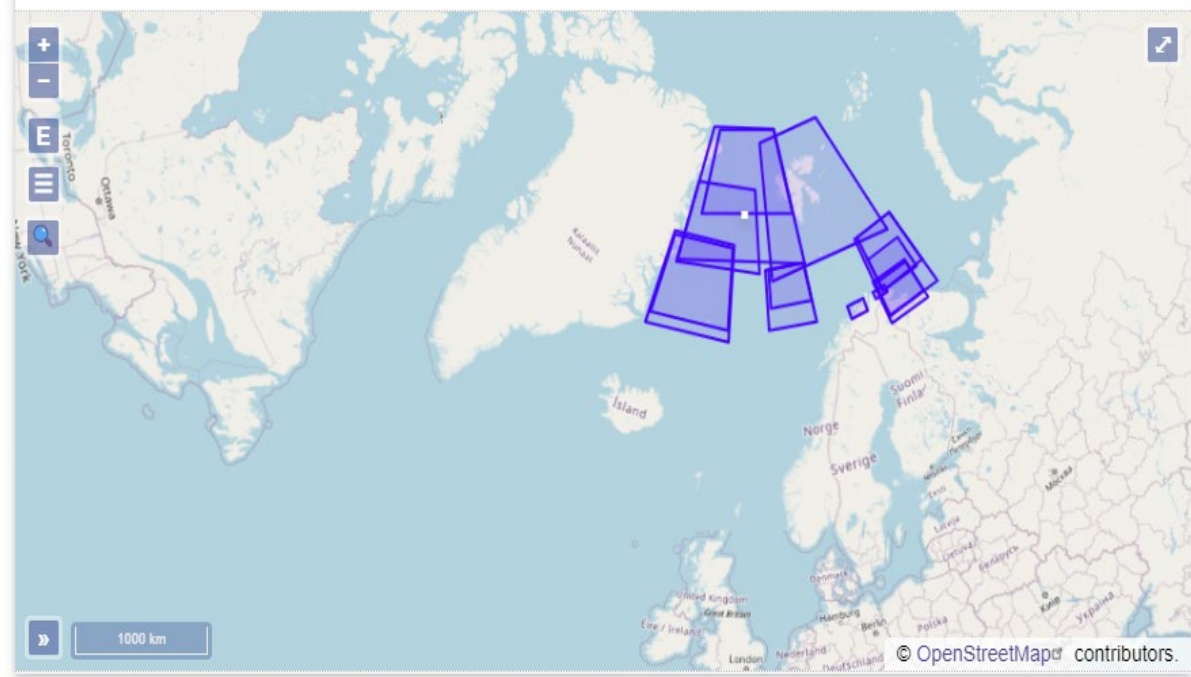 +
−
E
Toronto
Ottawa
New York
Kalaallit
Nunaat
Ísland
Norge
Sverige
Suomi
Eesti
Latvija
Lietuva
Беларусь
Москва
Київ
Україна
Danmark
United Kingdom
Great Britain
Éire / Ireland
London
Nederland
Deutschland
Hamburg
Berlin
Polska
»
1000 km
© OpenStreetMap contributors.